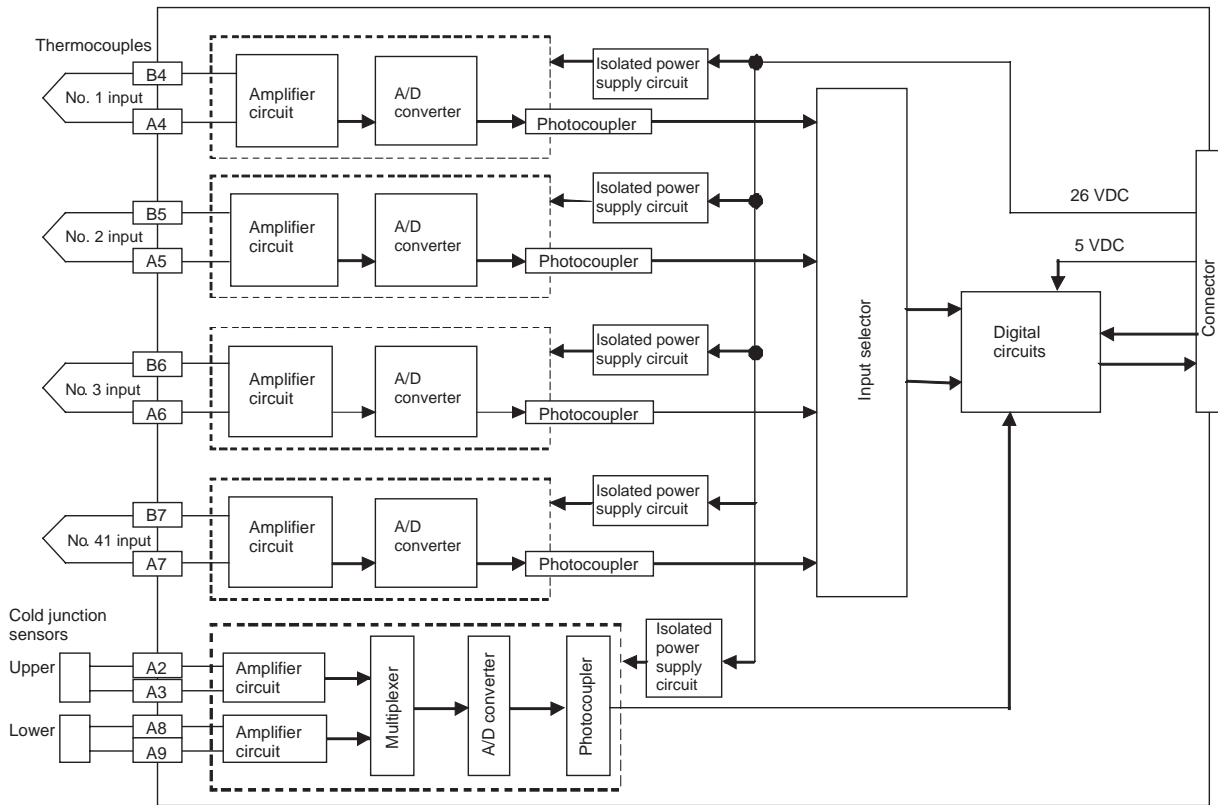 Thermocouples
B4
No. 1 input
A4
Amplifier
circuit
A/D
converter
Isolated power
supply circuit
Photocoupler
B5
No. 2 input
A5
Amplifier
circuit
A/D
converter
Isolated power
supply circuit
Photocoupler
B6
No. 3 input
A6
Amplifier
circuit
A/D
converter
Isolated power
supply circuit
Photocoupler
B7
No. 41 input
A7
Amplifier
circuit
A/D
converter
Isolated power
supply circuit
Photocoupler
Input selector
26 VDC
5 VDC
Digital
circuits
Connector
Cold junction
sensors
Upper
A2
A3
Amplifier
circuit
Lower
A8
A9
Amplifier
circuit
Multiplexer
A/D converter
Photocoupler
Isolated
power
supply
circuit